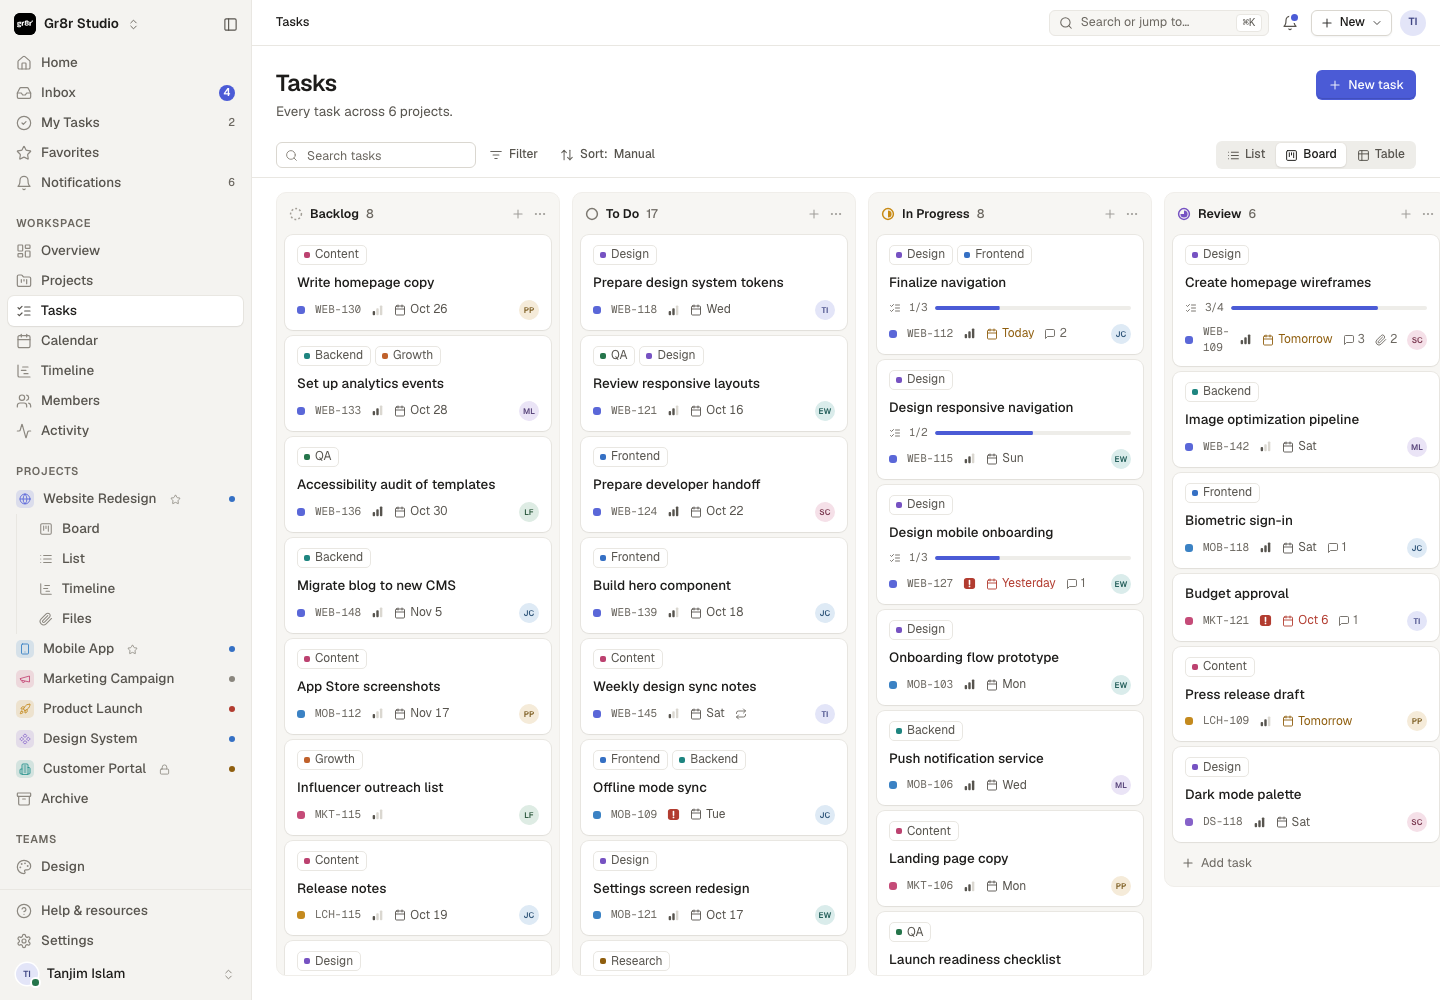 gr8r
Gr8r Studio
Home
Inbox
4
My Tasks
2
Favorites
Notifications
6
WORKSPACE
Overview
Projects
Tasks
Calendar
Timeline
Members
Activity
PROJECTS
Website Redesign
Board
List
Timeline
Files
Mobile App
Marketing Campaign
Product Launch
Design System
Customer Portal
Archive
TEAMS
Design
Help & resources
Settings
TI
Tanjim Islam
Tasks
Search or jump to...
⌘K
New
TI
Tasks
Every task across 6 projects.
New task
Search tasks
Filter
Sort: Manual
List
Board
Table
Backlog 8
Content
Write homepage copy
WEB-130 Oct 26 PP
Backend Growth
Set up analytics events
WEB-133 Oct 28 ML
QA
Accessibility audit of templates
WEB-136 Oct 30 LF
Backend
Migrate blog to new CMS
WEB-148 Nov 5 JC
Content
App Store screenshots
MOB-112 Nov 17 PP
Growth
Influencer outreach list
MKT-115 LF
Content
Release notes
LCH-115 Oct 19 JC
Design
To Do 17
Design
Prepare design system tokens
WEB-118 Wed TI
QA Design
Review responsive layouts
WEB-121 Oct 16 EW
Frontend
Prepare developer handoff
WEB-124 Oct 22 SC
Frontend
Build hero component
WEB-139 Oct 18 JC
Content
Weekly design sync notes
WEB-145 Sat TI
Frontend Backend
Offline mode sync
MOB-109 ! Tue JC
Design
Settings screen redesign
MOB-121 Oct 17 EW
Research
In Progress 8
Design Frontend
Finalize navigation
1/3
WEB-112 Today 2 JC
Design
Design responsive navigation
1/2
WEB-115 Sun EW
Design
Design mobile onboarding
1/3
WEB-127 ! Yesterday 1 EW
Design
Onboarding flow prototype
MOB-103 Mon EW
Backend
Push notification service
MOB-106 Wed ML
Content
Landing page copy
MKT-106 Mon PP
QA
Launch readiness checklist
Review 6
Design
Create homepage wireframes
3/4
WEB-
109 Tomorrow 3 2 SC
Backend
Image optimization pipeline
WEB-142 Sat ML
Frontend
Biometric sign-in
MOB-118 Sat 1 JC
Budget approval
MKT-121 ! Oct 6 1 TI
Content
Press release draft
LCH-109 Tomorrow PP
Design
Dark mode palette
DS-118 Sat SC
Add task